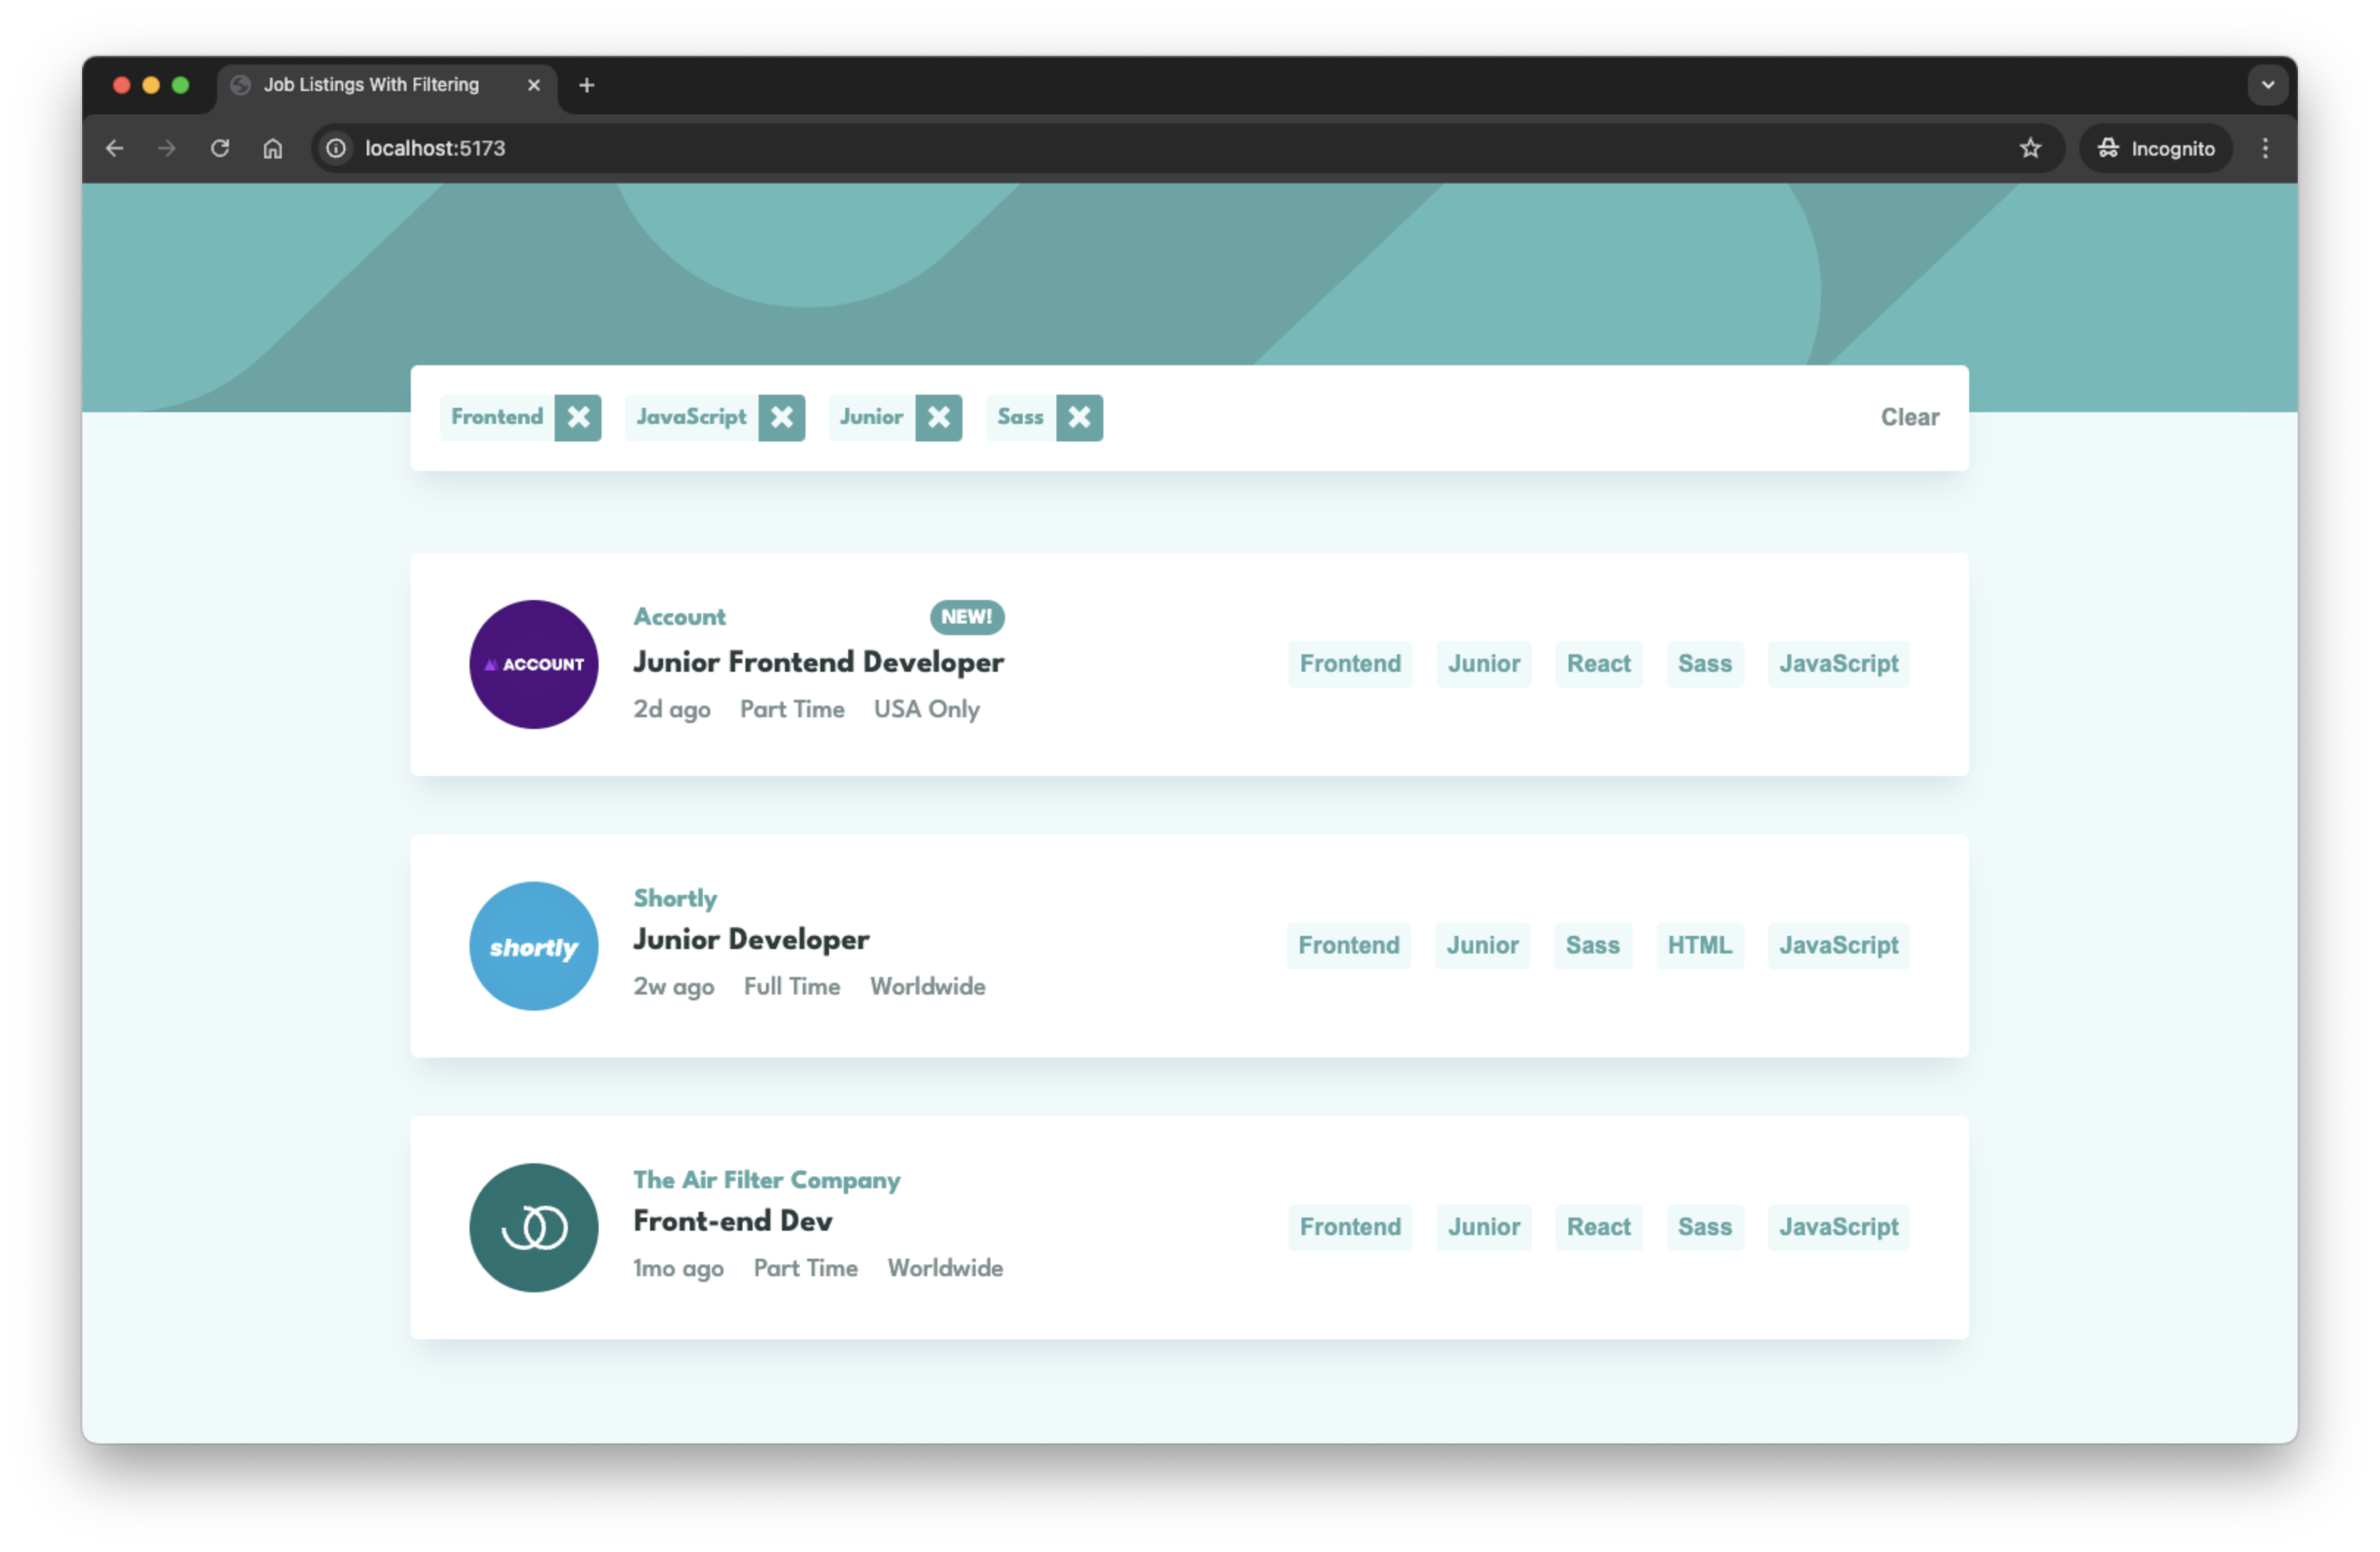 Job Listings With Filtering
localhost:5173
Incognito
Frontend JavaScript Junior Sass Clear
ACCOUNT
Account NEW!
Junior Frontend Developer
2d ago Part Time USA Only
Frontend Junior React Sass JavaScript
shortly
Shortly
Junior Developer
2w ago Full Time Worldwide
Frontend Junior Sass HTML JavaScript
The Air Filter Company
Front-end Dev
1mo ago Part Time Worldwide
Frontend Junior React Sass JavaScript